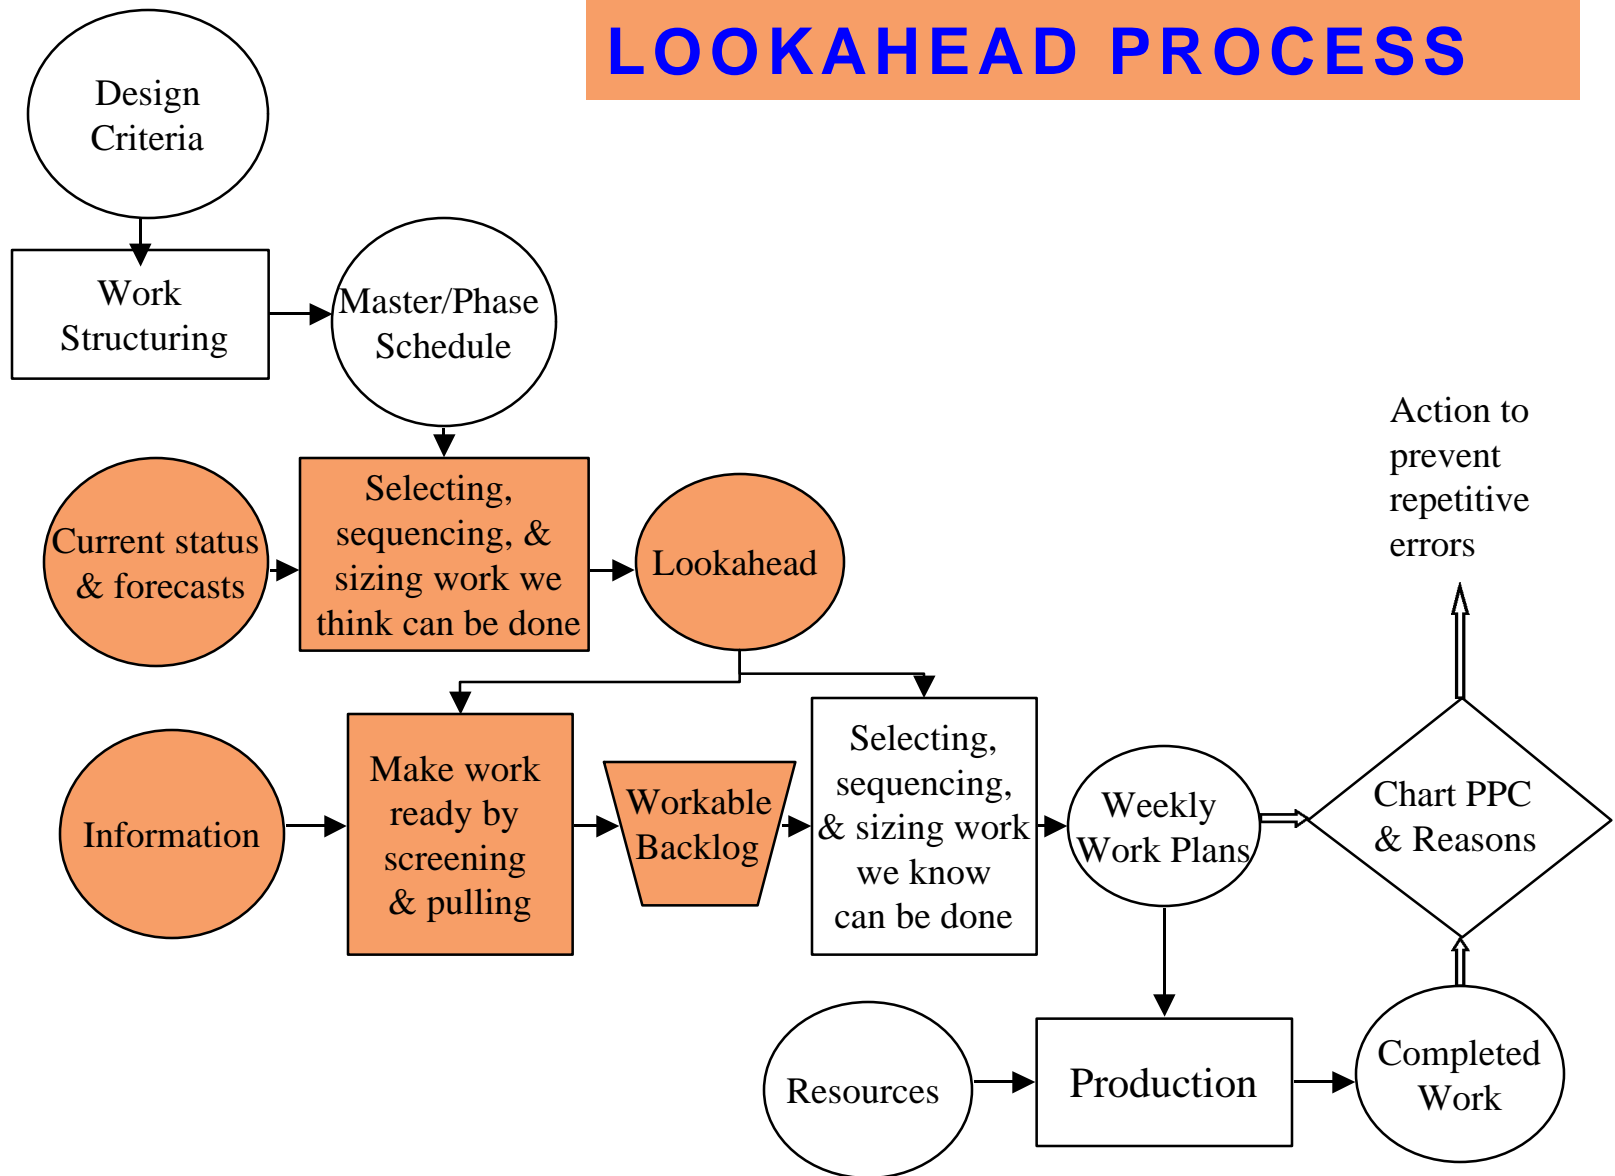 LOOKAHEAD PROCESS
Design
Criteria
Work
Structuring
Master/Phase
Schedule
Action to
prevent
repetitive
errors
Current status
& forecasts
Selecting,
sequencing, &
sizing work we
think can be done
Lookahead
Information
Make work
ready by
screening
& pulling
Workable
Backlog
Selecting,
sequencing,
& sizing work
we know
can be done
Weekly
Work Plans
Chart PPC
& Reasons
Resources
Production
Completed
Work